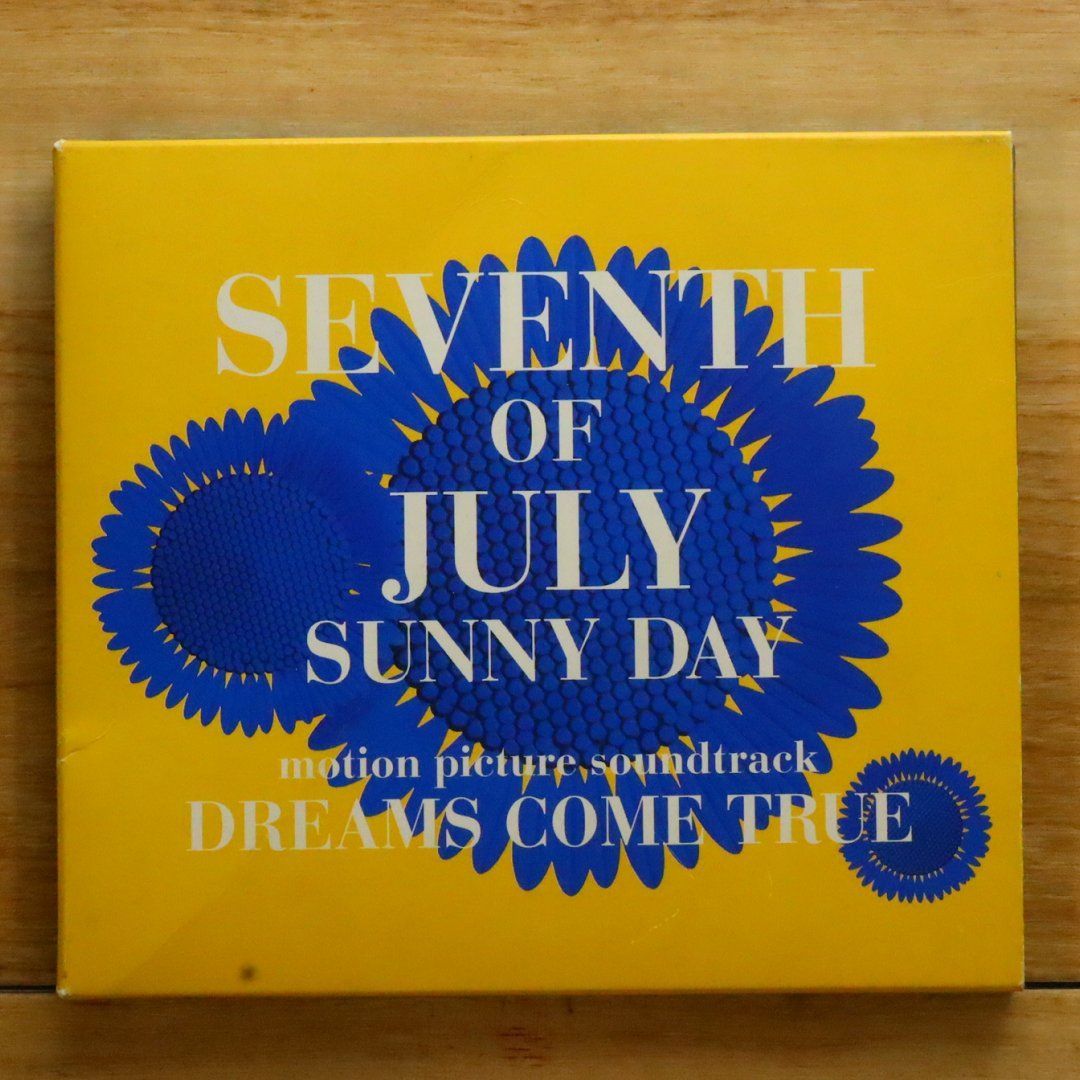 SEVENTH
OF
JULY
SUNNY DAY
motion picture soundtrack
DREAMS COME TRUE